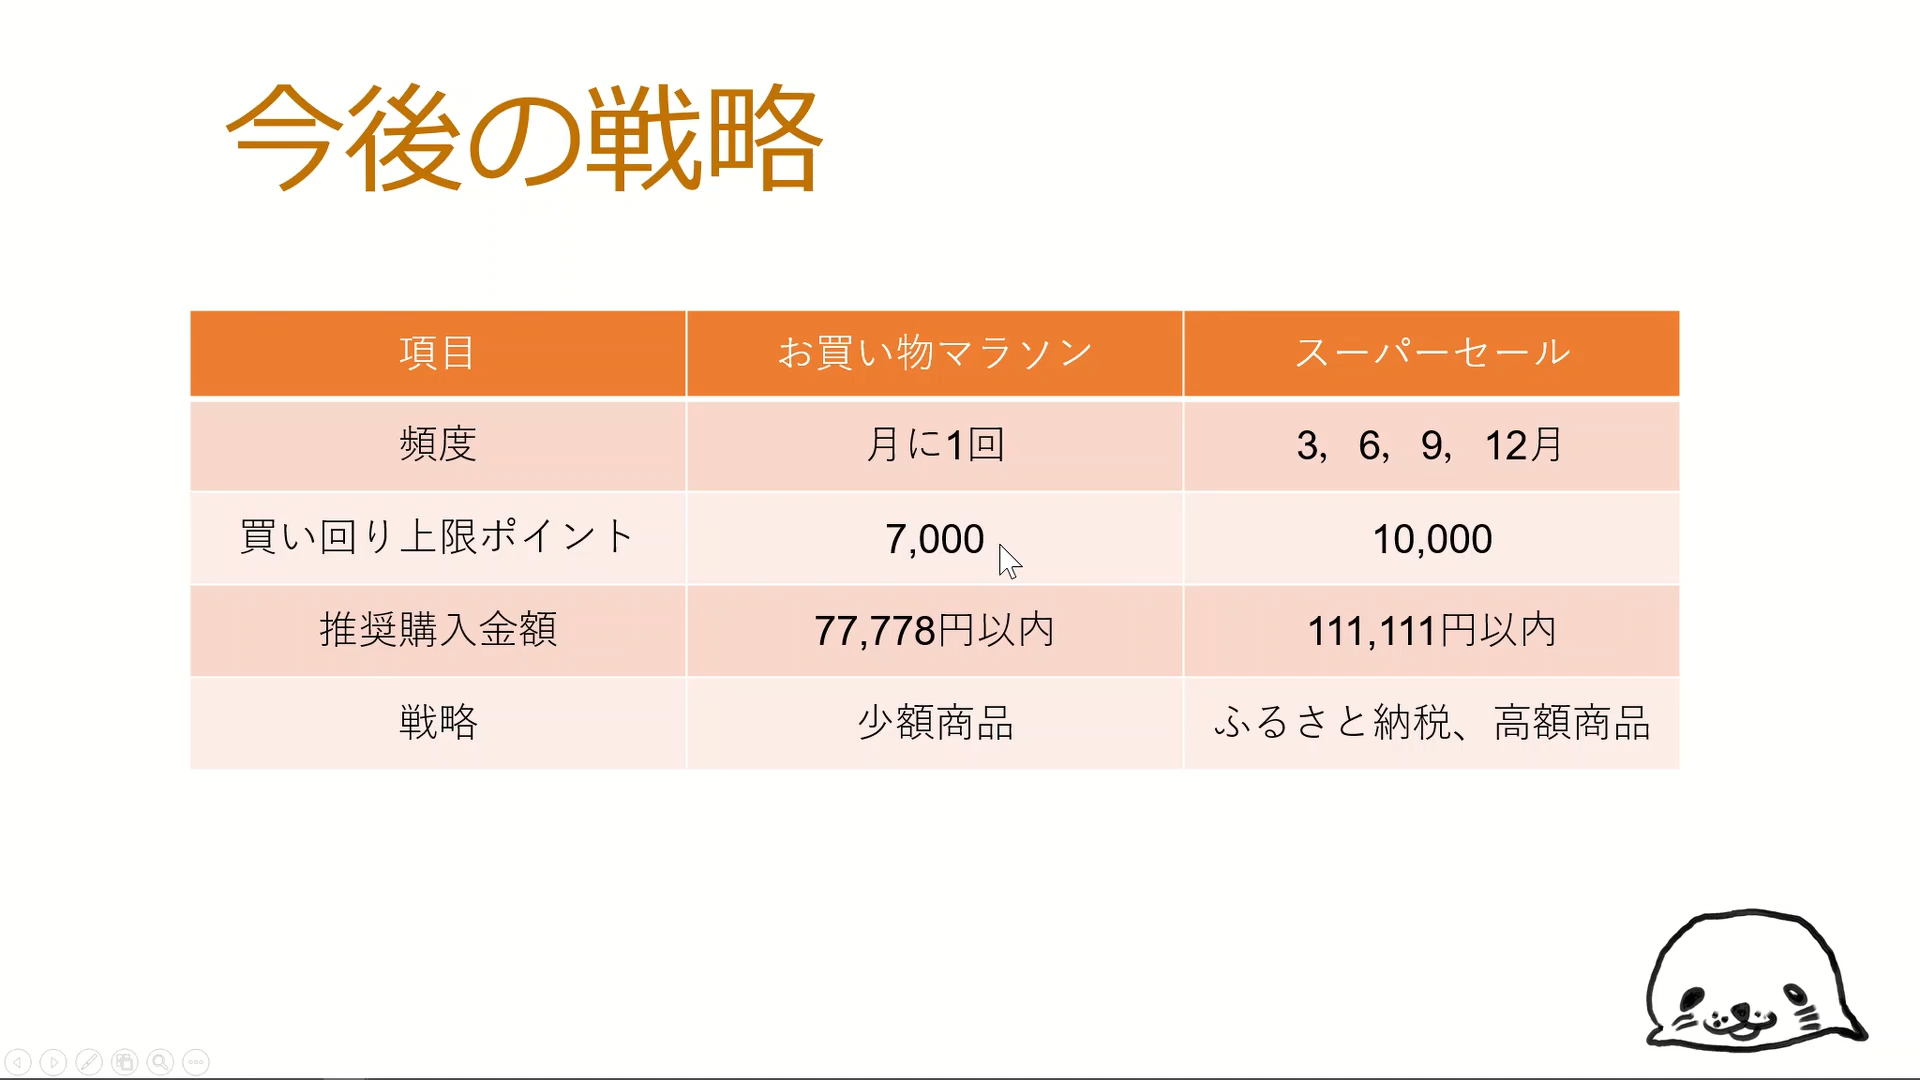 今後の戦略
項目 お買い物マラソン スーパーセール
頻度 月に1回 3，6，9，12月
買い回り上限ポイント 7,000 10,000
推奨購入金額 77,778円以内 111,111円以内
戦略 少額商品 ふるさと納税、高額商品